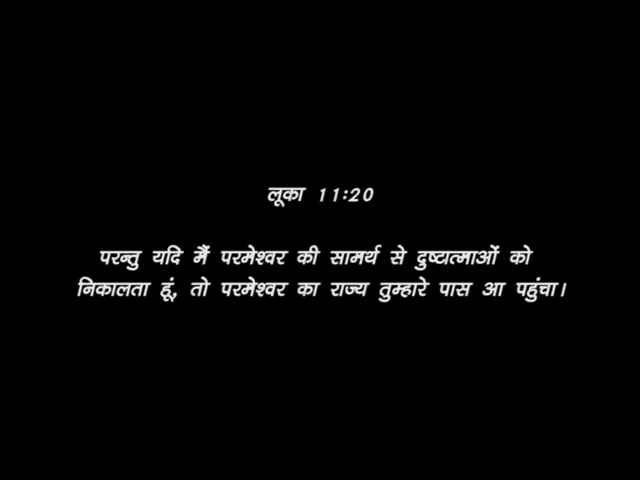 लूका 11:20
परन्तु यदि मैं परमेश्वर की सामर्थ से दुष्टात्माओं को
निकालता हूं, तो परमेश्वर का राज्य तुम्हारे पास आ पहुंचा।